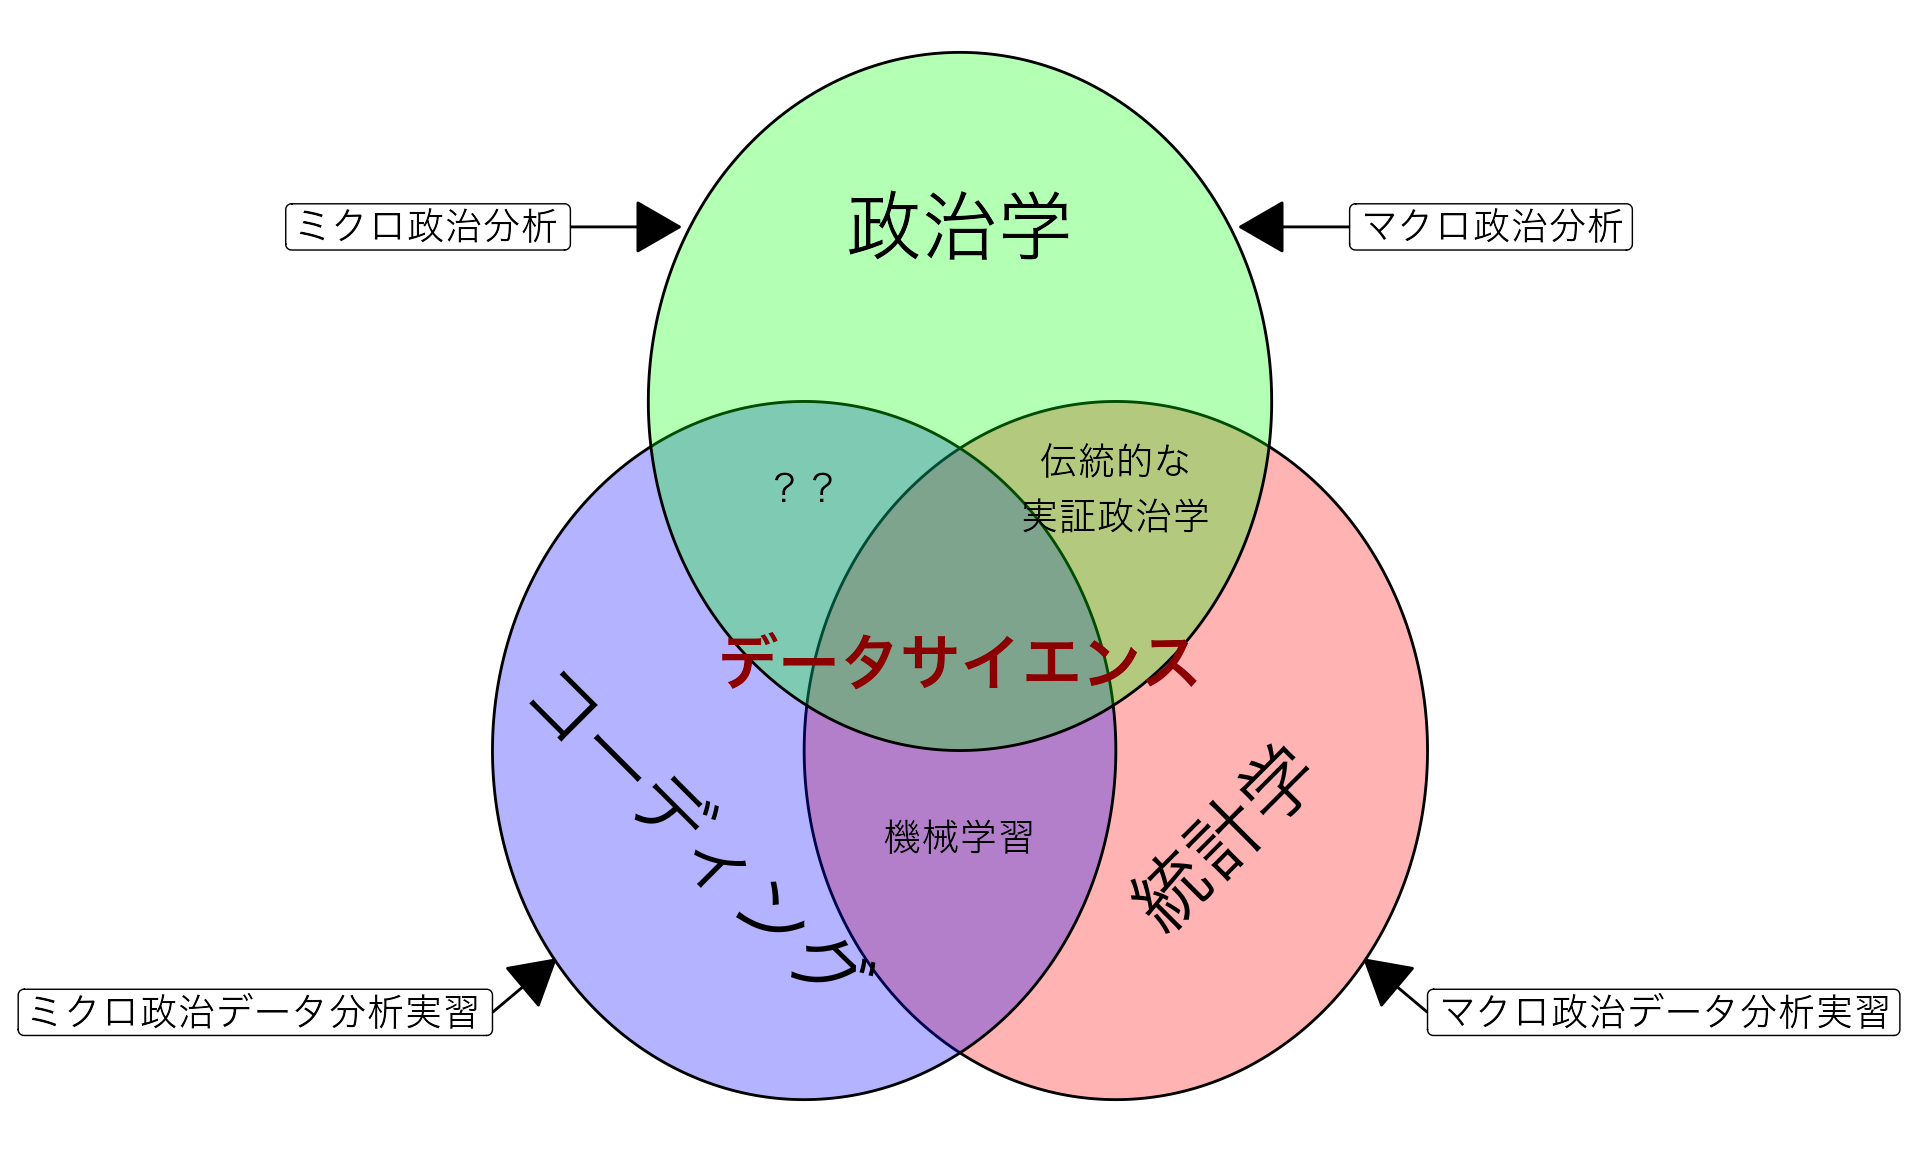 政治学
ミクロ政治分析
マクロ政治分析
伝統的な
実証政治学
？？
データサイエンス
コーディング
統計学
機械学習
ミクロ政治データ分析実習
マクロ政治データ分析実習